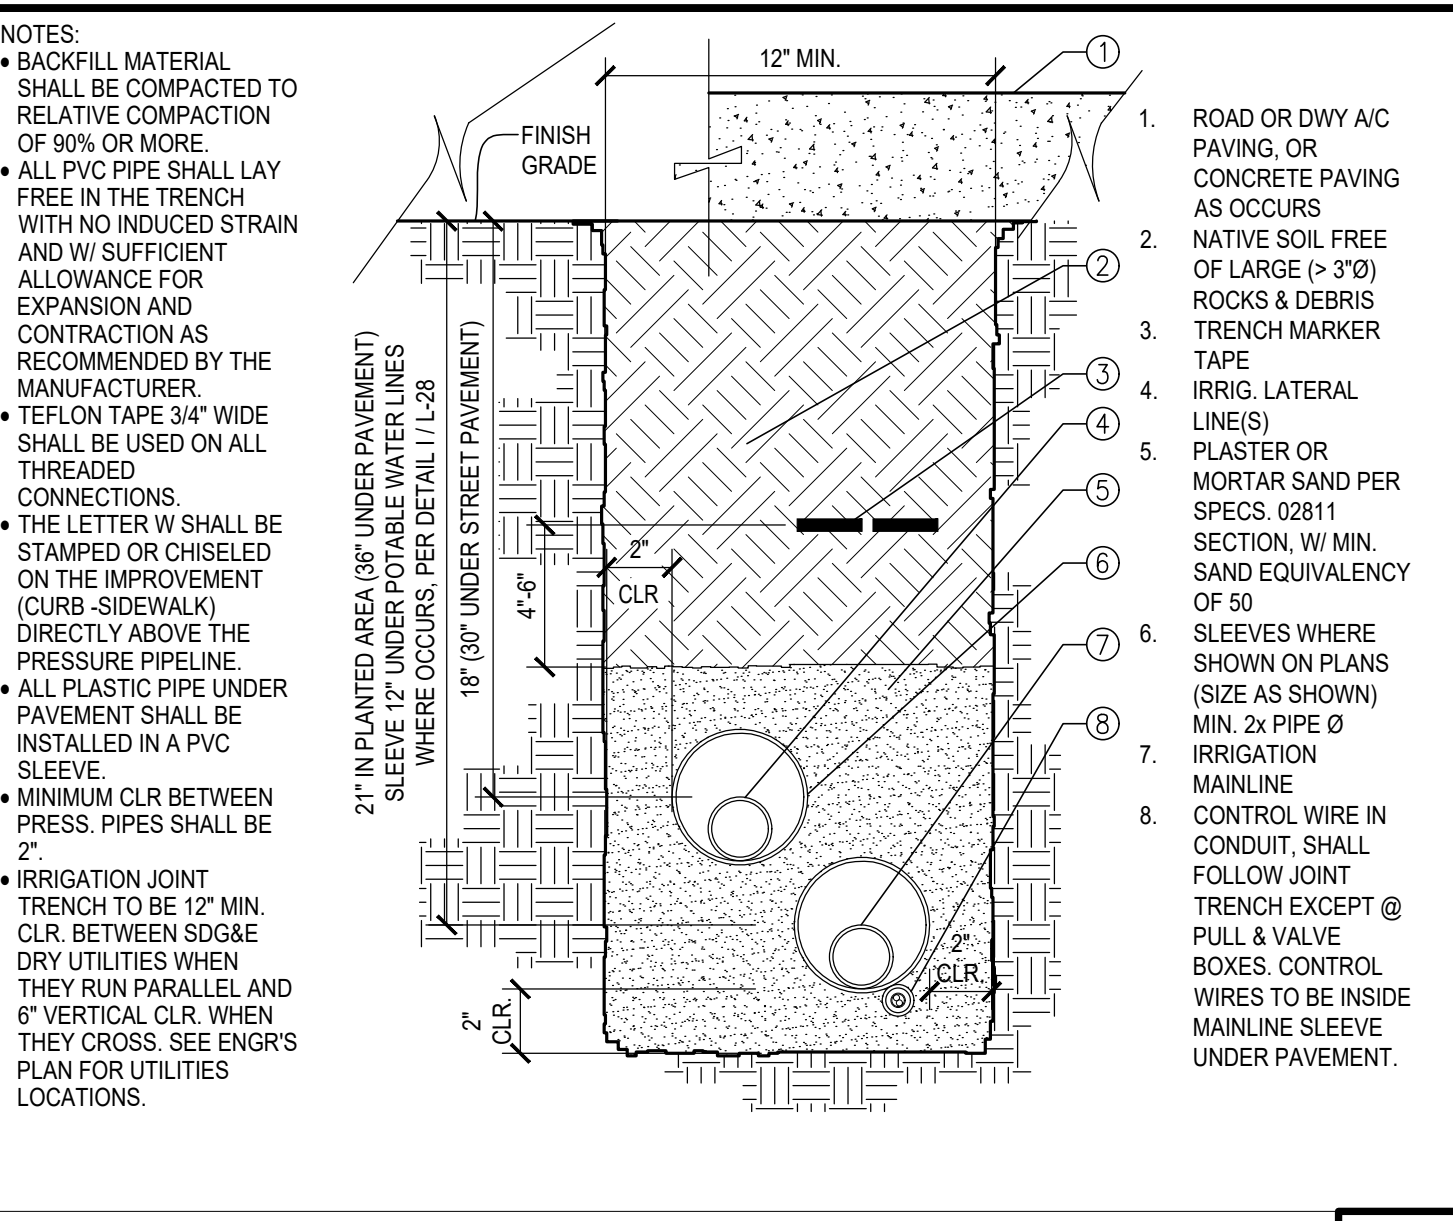 NOTES:
• BACKFILL MATERIAL
SHALL BE COMPACTED TO
RELATIVE COMPACTION
OF 90% OR MORE.
• ALL PVC PIPE SHALL LAY
FREE IN THE TRENCH
WITH NO INDUCED STRAIN
AND W/ SUFFICIENT
ALLOWANCE FOR
EXPANSION AND
CONTRACTION AS
RECOMMENDED BY THE
MANUFACTURER.
• TEFLON TAPE 3/4" WIDE
SHALL BE USED ON ALL
THREADED
CONNECTIONS.
• THE LETTER W SHALL BE
STAMPED OR CHISELED
ON THE IMPROVEMENT
(CURB -SIDEWALK)
DIRECTLY ABOVE THE
PRESSURE PIPELINE.
• ALL PLASTIC PIPE UNDER
PAVEMENT SHALL BE
INSTALLED IN A PVC
SLEEVE.
• MINIMUM CLR BETWEEN
PRESS. PIPES SHALL BE
2".
• IRRIGATION JOINT
TRENCH TO BE 12" MIN.
CLR. BETWEEN SDG&E
DRY UTILITIES WHEN
THEY RUN PARALLEL AND
6" VERTICAL CLR. WHEN
THEY CROSS. SEE ENGR'S
PLAN FOR UTILITIES
LOCATIONS.
12" MIN.
FINISH
GRADE
21" IN PLANTED AREA (36" UNDER PAVEMENT)
SLEEVE 12" UNDER POTABLE WATER LINES
WHERE OCCURS, PER DETAIL I / L-28
18" (30" UNDER STREET PAVEMENT)
4"-6"
2"
CLR
2"
CLR.
2"
CLR.
1
2
3
4
5
6
7
8
1. ROAD OR DWY A/C
PAVING, OR
CONCRETE PAVING
AS OCCURS
2. NATIVE SOIL FREE
OF LARGE (> 3"Ø)
ROCKS & DEBRIS
3. TRENCH MARKER
TAPE
4. IRRIG. LATERAL
LINE(S)
5. PLASTER OR
MORTAR SAND PER
SPECS. 02811
SECTION, W/ MIN.
SAND EQUIVALENCY
OF 50
6. SLEEVES WHERE
SHOWN ON PLANS
(SIZE AS SHOWN)
MIN. 2x PIPE Ø
7. IRRIGATION
MAINLINE
8. CONTROL WIRE IN
CONDUIT, SHALL
FOLLOW JOINT
TRENCH EXCEPT @
PULL & VALVE
BOXES. CONTROL
WIRES TO BE INSIDE
MAINLINE SLEEVE
UNDER PAVEMENT.